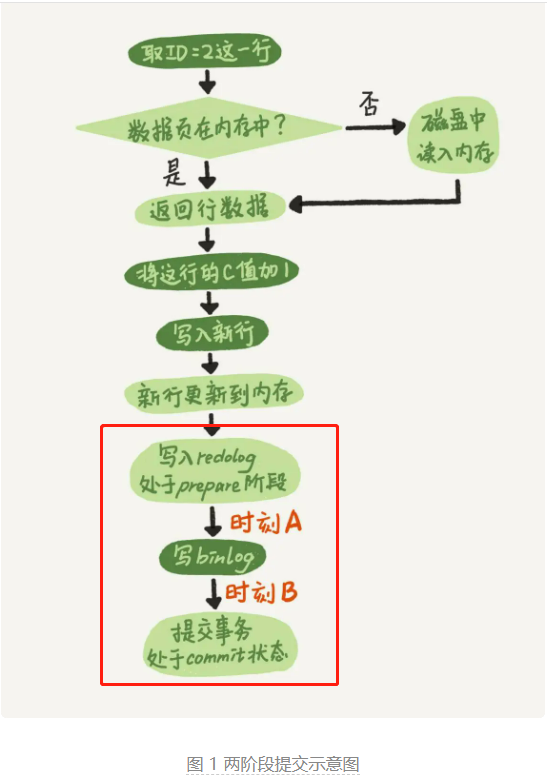 取ID=2这一行
数据页在内存中?
否
磁盘中
读入内存
是
返回行数据
将这行的C值加1
写入新行
新行更新到内存
写入redolog
处于prepare阶段
时刻A
写binlog
时刻B
提交事务
处于commit状态
图 1 两阶段提交示意图